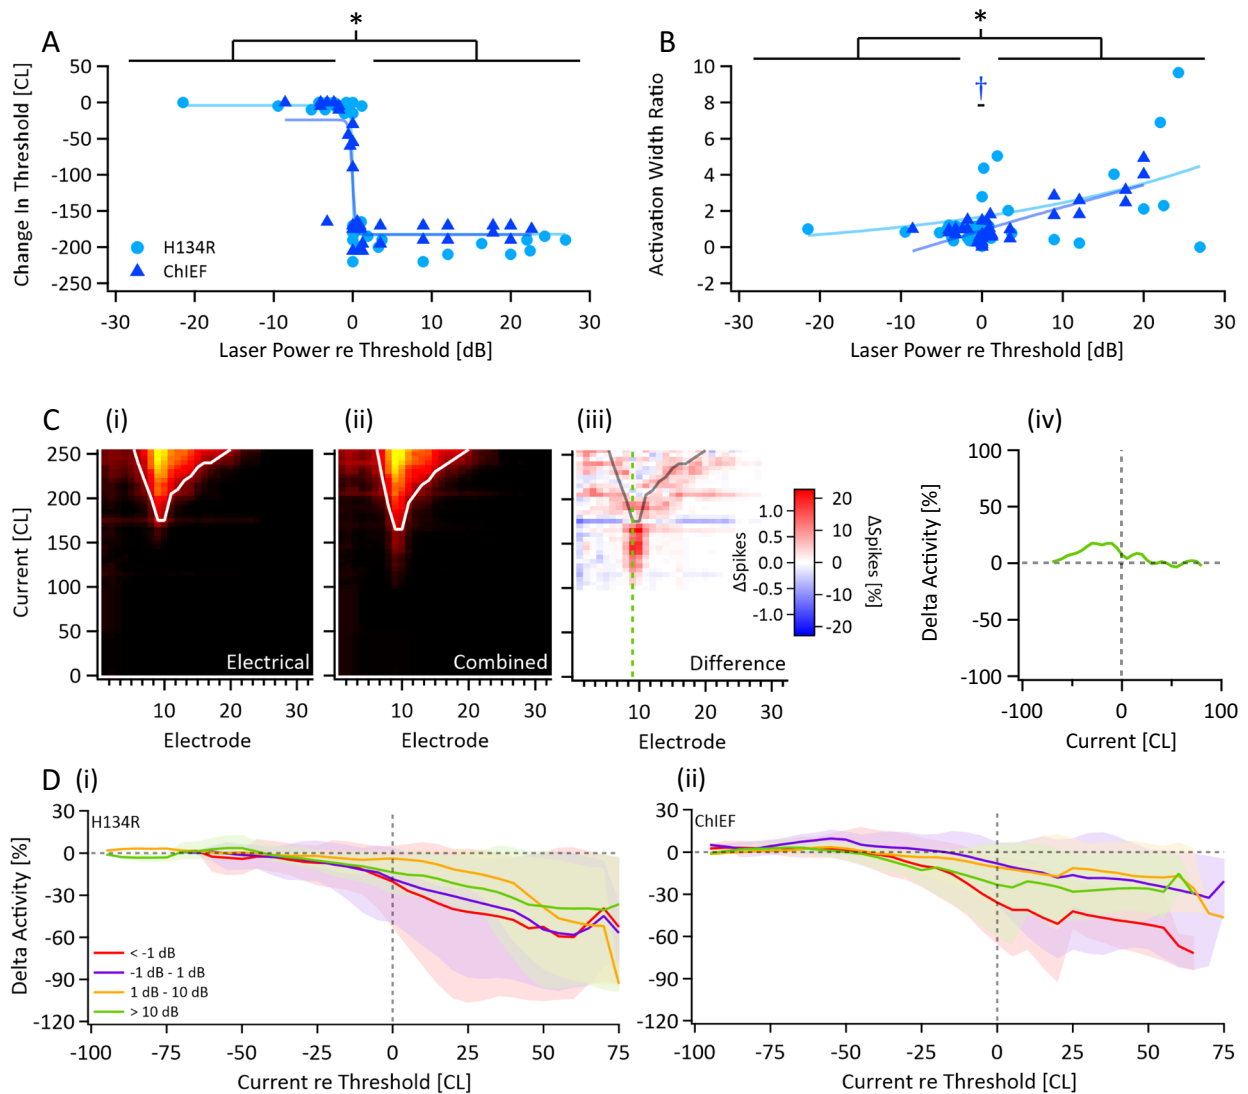 A
*
Change In Threshold [CL]
50
0
-50
-100
-150
-200
-250
H134R
ChIEF
-30
-20
-10
0
10
20
30
Laser Power re Threshold [dB]
B
*
†
Activation Width Ratio
10
8
6
4
2
0
-2
-30
-20
-10
0
10
20
30
Laser Power re Threshold [dB]
C
(i)
(ii)
(iii)
(iv)
Current [CL]
250
200
150
100
50
0
Electrical
10
20
30
Electrode
Combined
10
20
30
Electrode
Difference
10
20
30
Electrode
ΔSpikes
1.0
0.0
-1.0
20
10
0
-10
-20
ΔSpikes [%]
Delta Activity [%]
100
50
0
-50
-100
-100
0
100
Current [CL]
D
(i)
H134R
Delta Activity [%]
30
0
-30
-60
-90
-120
< -1 dB
-1 dB - 1 dB
1 dB - 10 dB
> 10 dB
-100
-75
-50
-25
0
25
50
75
Current re Threshold [CL]
(ii)
ChIEF
30
0
-30
-60
-90
-120
-100
-75
-50
-25
0
25
50
75
Current re Threshold [CL]